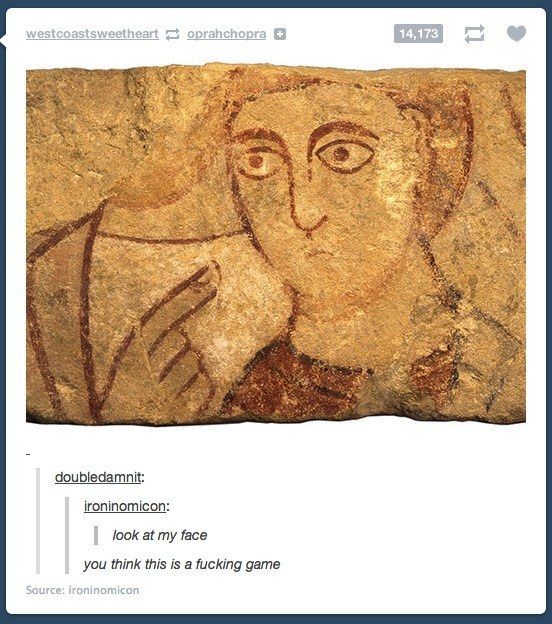 westcoastsweetheart oprahchopra
14,173
-
doubledamnit:
ironinomicon:
look at my face
you think this is a fucking game
Source: ironinomicon